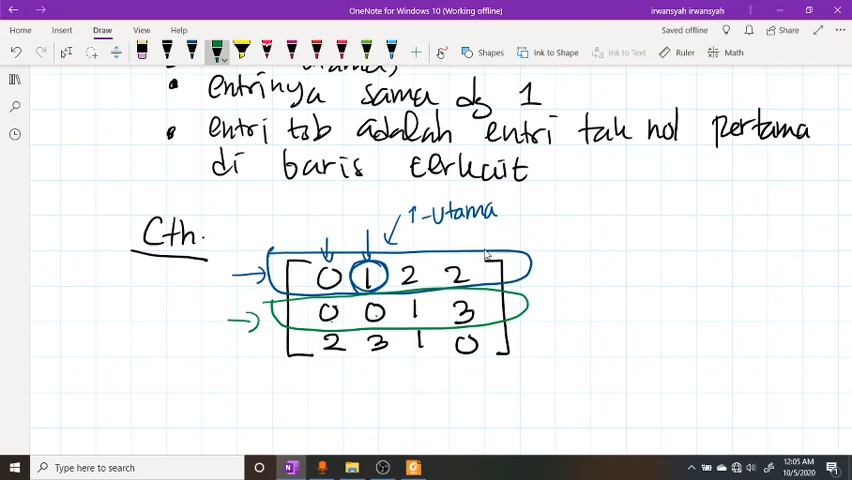 OneNote for Windows 10 (Working offline)
irwansyah irwansyah
Home Insert Draw View Help
Saved offline Share
Shapes Ink to Shape Ink to Text Ruler Math
utama)
entrinya sama dg 1
entri tsb adalah entri tak nol pertama
di baris terkait
Cth.
1-Utama
0 1 2 2
0 0 1 3
2 3 1 0
Type here to search
12:05 AM
10/5/2020